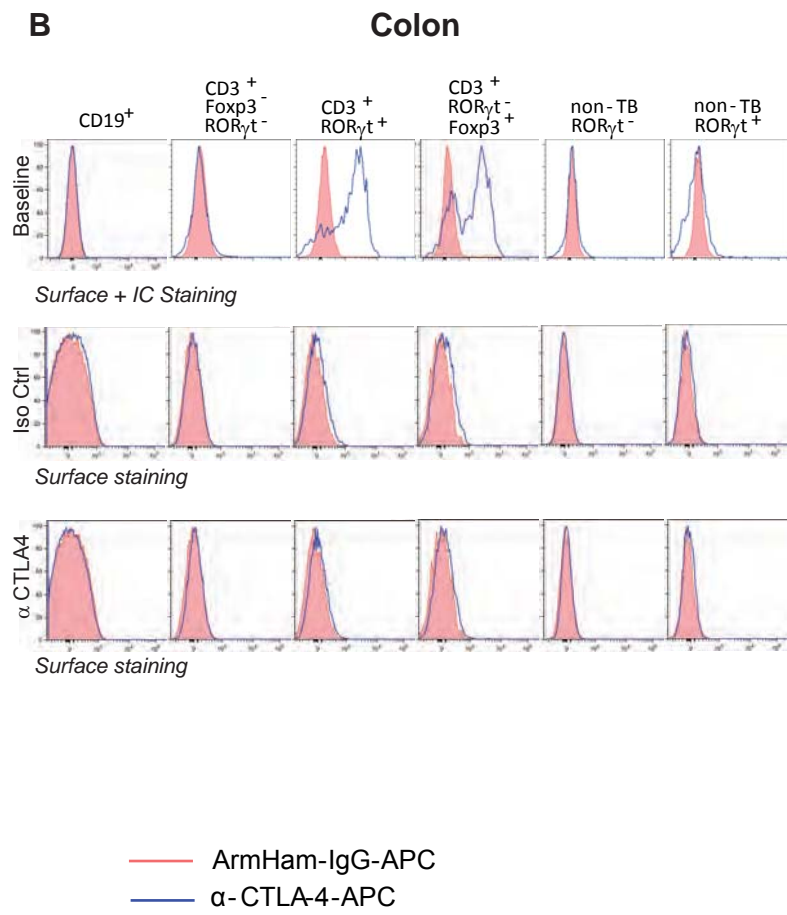 B Colon
CD19+
CD3 +
Foxp3 -
RORγt -
CD3 +
RORγt +
CD3 +
RORγt -
Foxp3 +
non-TB
RORγt -
non-TB
RORγt +
Baseline
Surface + IC Staining
Iso Ctrl
Surface staining
α CTLA4
Surface staining
ArmHam-IgG-APC
α-CTLA-4-APC